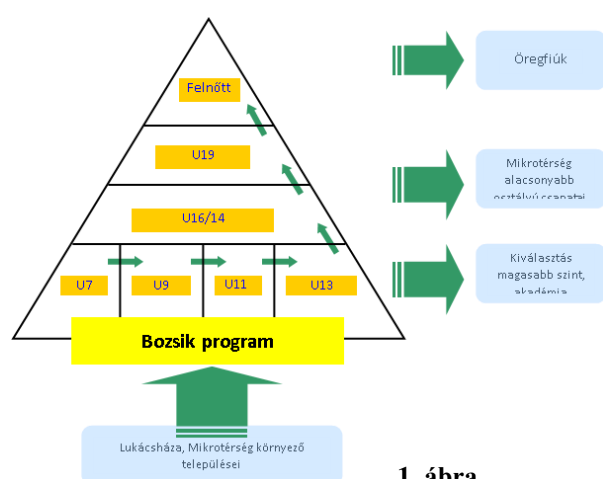 Felnőtt
Öregfiúk
U19
Mikrotérség
alacsonyabb
osztályú csapatai
U16/14
Kiválasztás
magasabb szint,
akadémia
U7
U9
U11
U13
Bozsik program
Lukácsháza, Mikrotérség környező
települései
1. ábra